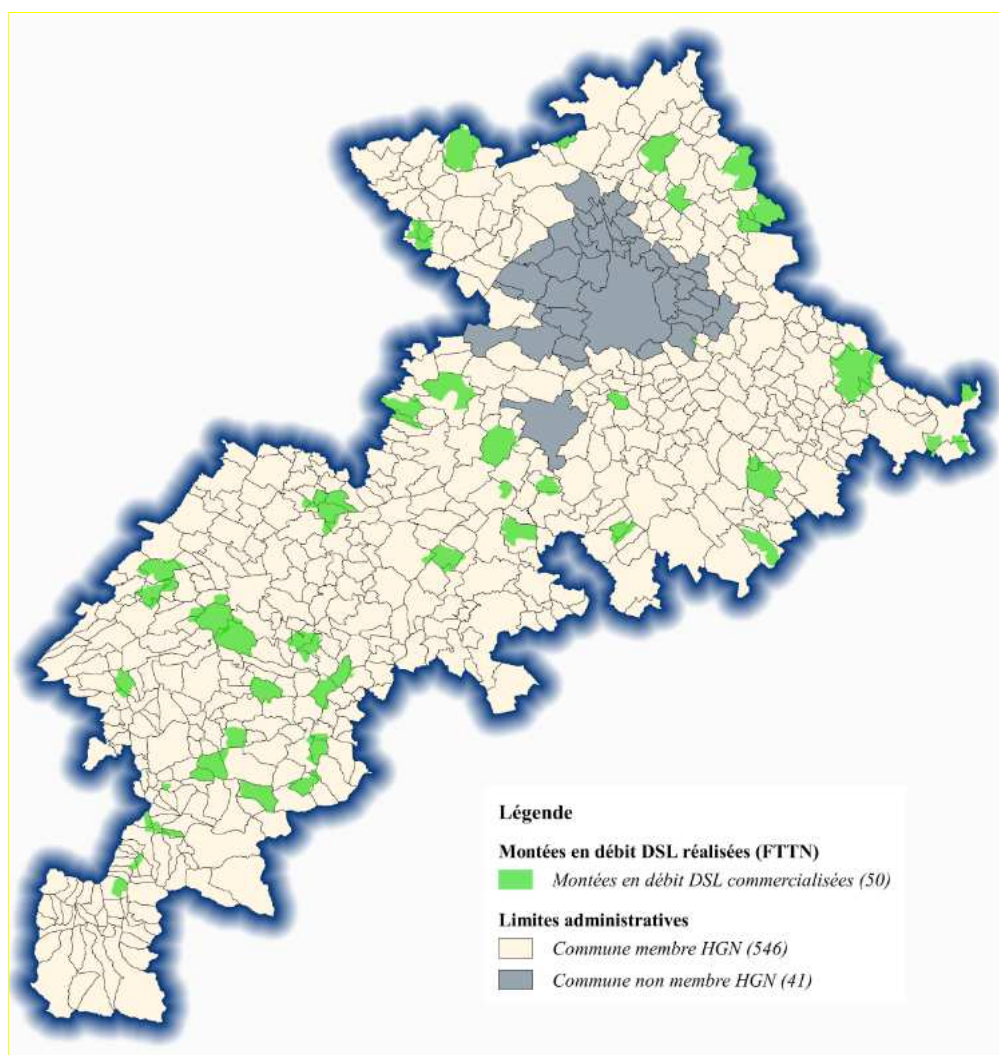 Légende
Montées en débit DSL réalisées (FTTN)
Montées en débit DSL commercialisées (50)
Limites administratives
Commune membre HGN (546)
Commune non membre HGN (41)